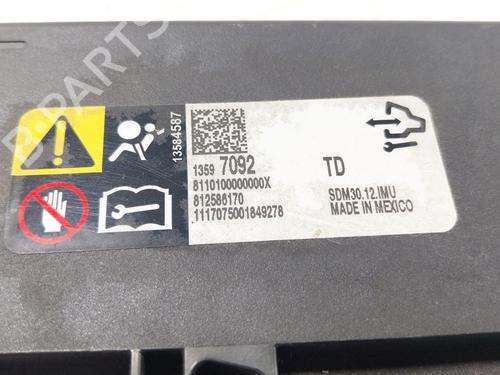 B-PARTS
13584587
1359 7092 TD
8110100000000X
812586170
1117075001849278
SDM30.12.IMU
MADE IN MEXICO